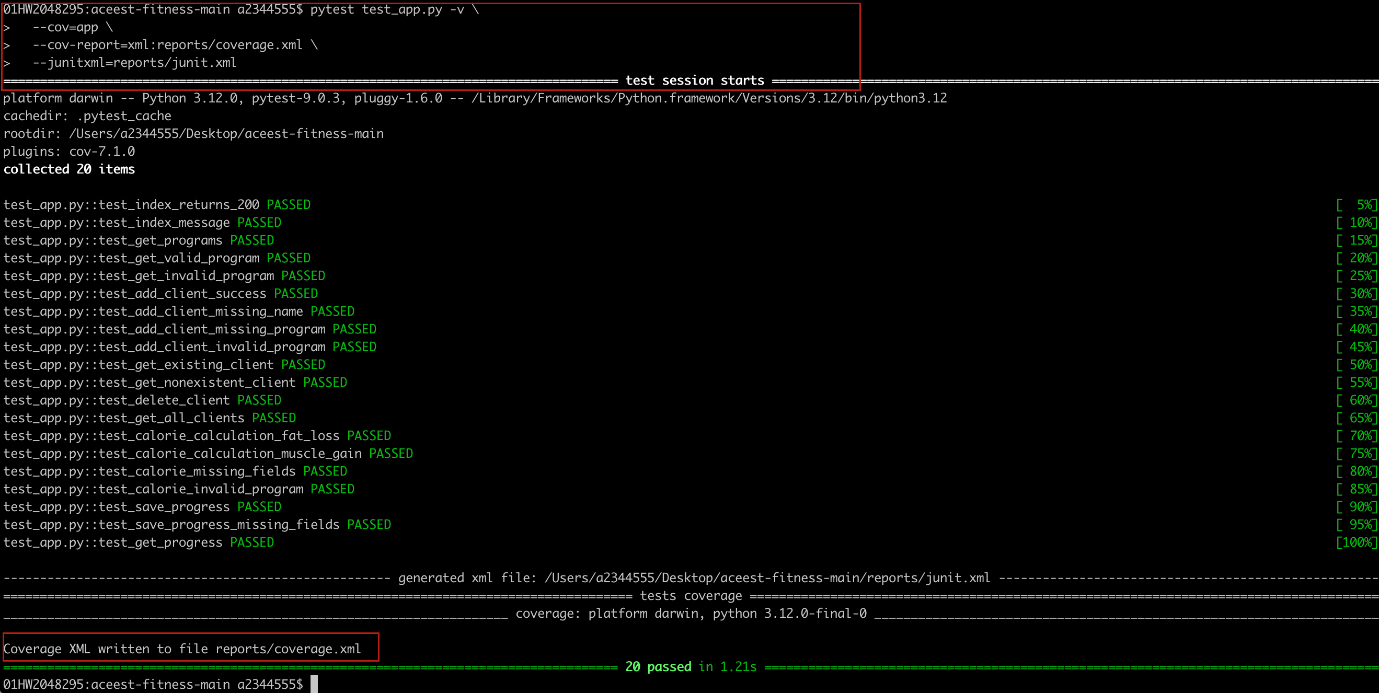 01HW2048295:aceest-fitness-main a2344555$ pytest test_app.py -v \
>   --cov=app \
>   --cov-report=xml:reports/coverage.xml \
>   --junitxml=reports/junit.xml
==================================================================================== test session starts ====================================================================================
platform darwin -- Python 3.12.0, pytest-9.0.3, pluggy-1.6.0 -- /Library/Frameworks/Python.framework/Versions/3.12/bin/python3.12
cachedir: .pytest_cache
rootdir: /Users/a2344555/Desktop/aceest-fitness-main
plugins: cov-7.1.0
collected 20 items
test_app.py::test_index_returns_200 PASSED [  5%]
test_app.py::test_index_message PASSED [ 10%]
test_app.py::test_get_programs PASSED [ 15%]
test_app.py::test_get_valid_program PASSED [ 20%]
test_app.py::test_get_invalid_program PASSED [ 25%]
test_app.py::test_add_client_success PASSED [ 30%]
test_app.py::test_add_client_missing_name PASSED [ 35%]
test_app.py::test_add_client_missing_program PASSED [ 40%]
test_app.py::test_add_client_invalid_program PASSED [ 45%]
test_app.py::test_get_existing_client PASSED [ 50%]
test_app.py::test_get_nonexistent_client PASSED [ 55%]
test_app.py::test_delete_client PASSED [ 60%]
test_app.py::test_get_all_clients PASSED [ 65%]
test_app.py::test_calorie_calculation_fat_loss PASSED [ 70%]
test_app.py::test_calorie_calculation_muscle_gain PASSED [ 75%]
test_app.py::test_calorie_missing_fields PASSED [ 80%]
test_app.py::test_calorie_invalid_program PASSED [ 85%]
test_app.py::test_save_progress PASSED [ 90%]
test_app.py::test_save_progress_missing_fields PASSED [ 95%]
test_app.py::test_get_progress PASSED [100%]
----------------------------------------------------- generated xml file: /Users/a2344555/Desktop/aceest-fitness-main/reports/junit.xml -----------------------------------------------------
====================================================================================== tests coverage ======================================================================================
_____________________________________________________________________ coverage: platform darwin, python 3.12.0-final-0 _____________________________________________________________________
Coverage XML written to file reports/coverage.xml
==================================================================================== 20 passed in 1.21s ====================================================================================
01HW2048295:aceest-fitness-main a2344555$